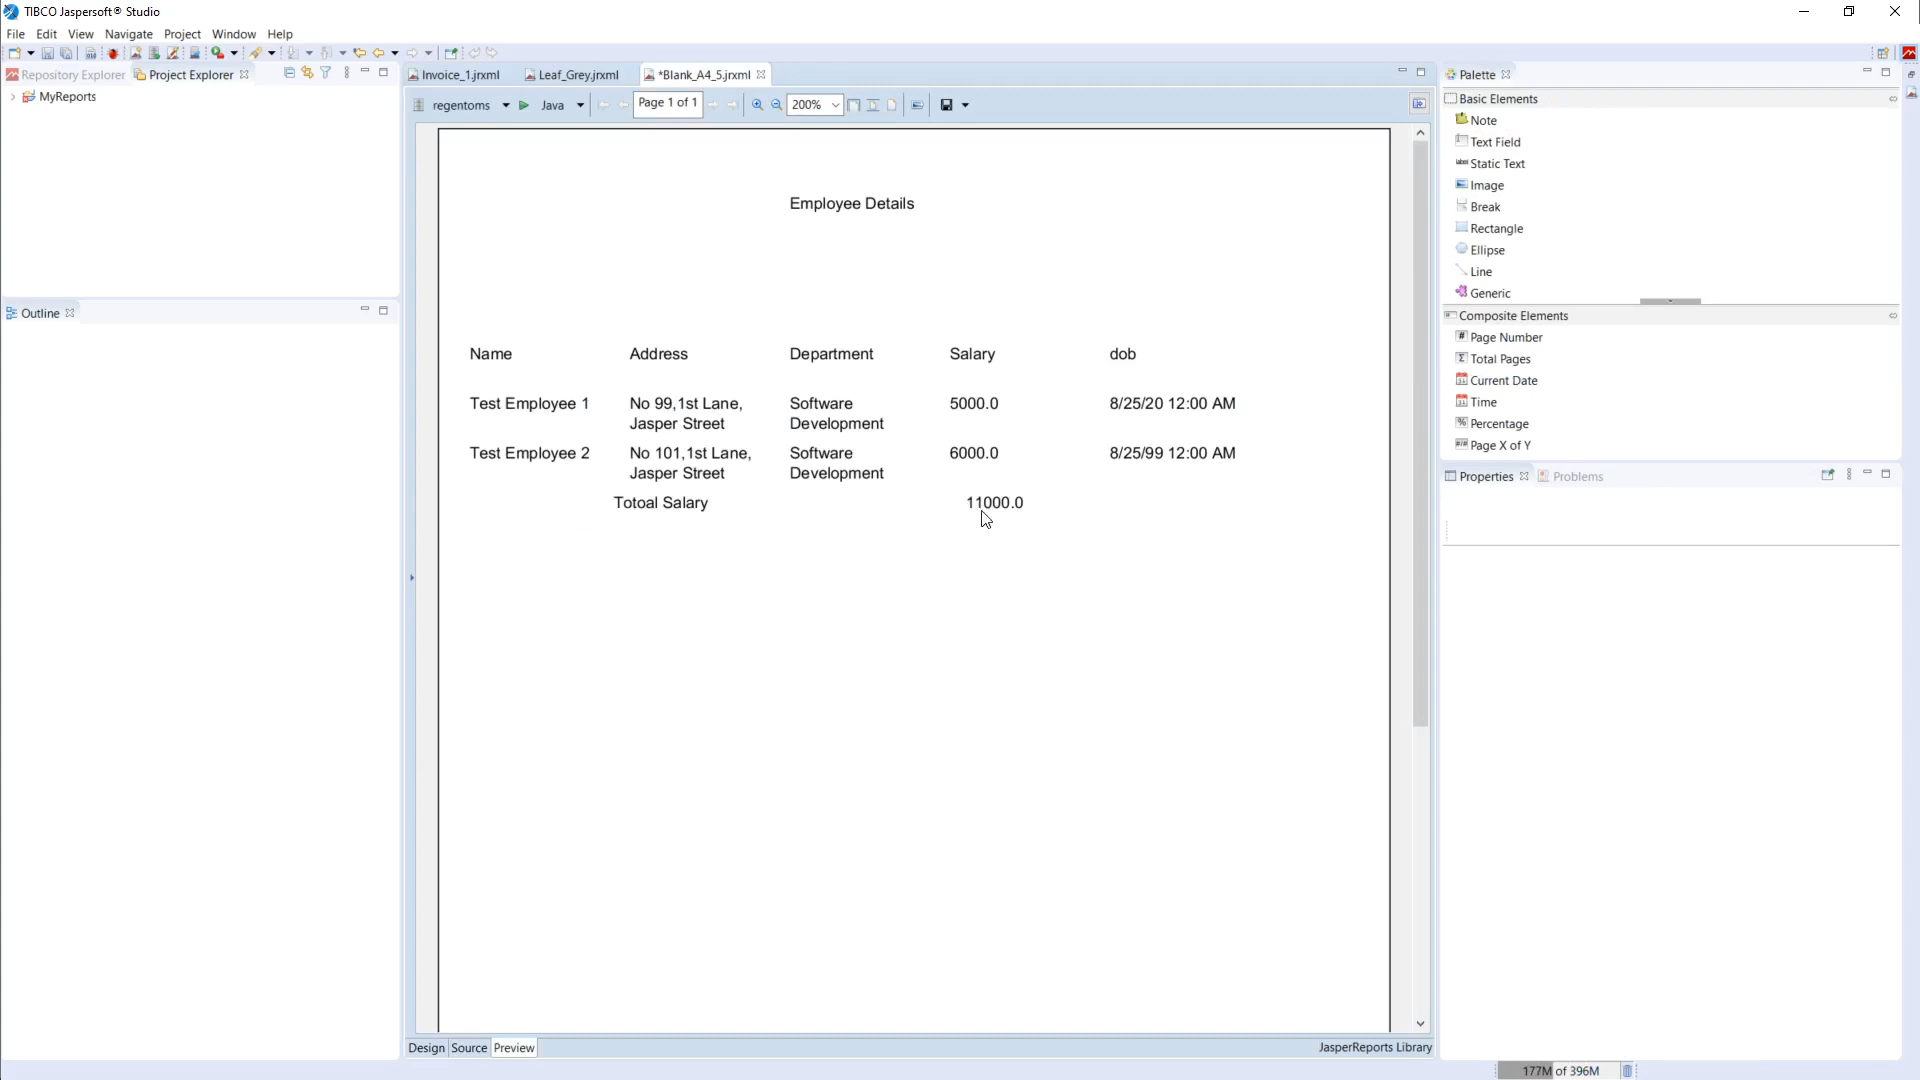 TIBCO Jaspersoft® Studio
File Edit View Navigate Project Window Help
Repository Explorer Project Explorer
MyReports
Outline
Invoice_1.jrxml Leaf_Grey.jrxml *Blank_A4_5.jrxml
regentoms Java Page 1 of 1 200%
Employee Details
Name Address Department Salary dob
Test Employee 1 No 99,1st Lane, Software 5000.0 8/25/20 12:00 AM
Jasper Street Development
Test Employee 2 No 101,1st Lane, Software 6000.0 8/25/99 12:00 AM
Jasper Street Development
Totoal Salary 11000.0
Design Source Preview
JasperReports Library
Palette
Basic Elements
Note
Text Field
Static Text
Image
Break
Rectangle
Ellipse
Line
Generic
Composite Elements
Page Number
Total Pages
Current Date
Time
Percentage
Page X of Y
Properties Problems
177M of 396M